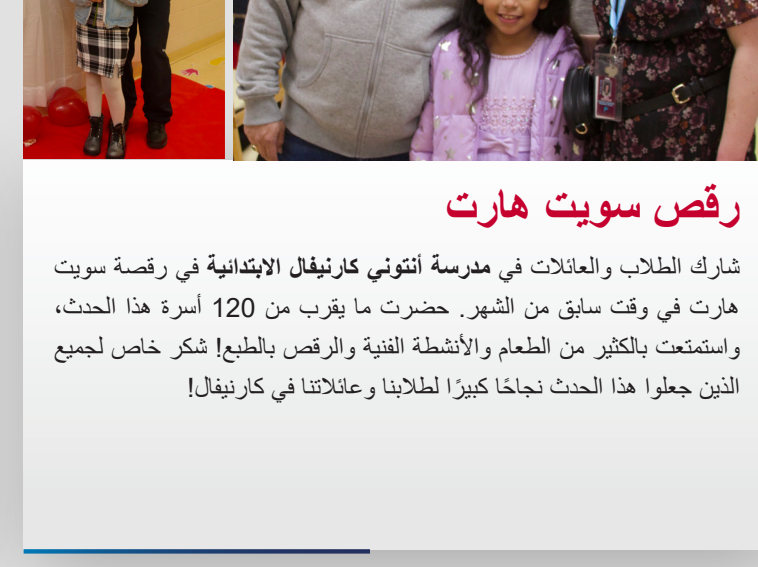 رقص سويت هارت
شارك الطلاب والعائلات في مدرسة أنتوني كارنيفال الابتدائية في رقصة سويت
هارت في وقت سابق من الشهر. حضرت ما يقرب من 120 أسرة هذا الحدث،
واستمتعت بالكثير من الطعام والأنشطة الفنية والرقص بالطبع! شكر خاص لجميع
الذين جعلوا هذا الحدث نجاحًا كبيرًا لطلابنا وعائلاتنا في كارنيفال!